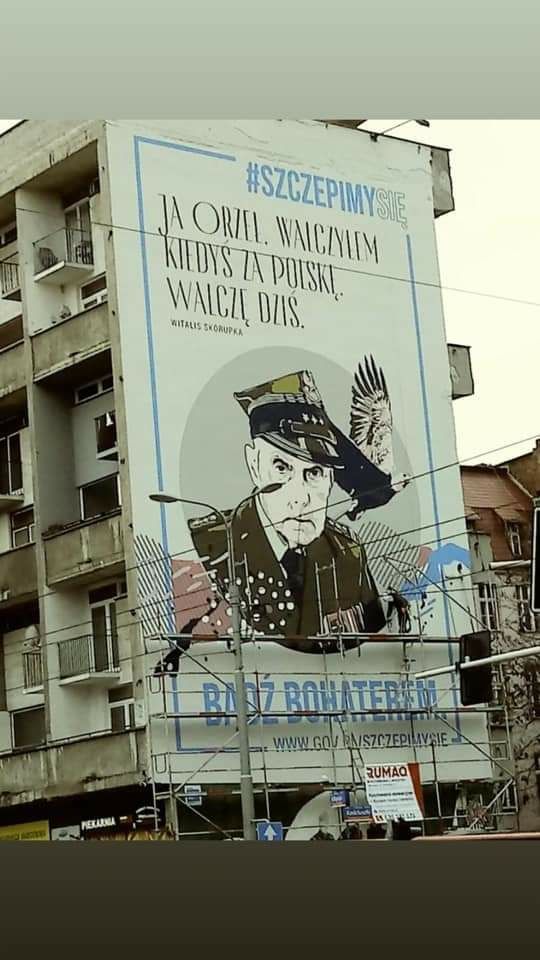 #SZCZEPIMYSIĘ
JA ORZEŁ. WALCZYŁEM
KIEDYŚ ZA POLSKĘ.
WALCZĘ DZIŚ.
WITALIS SKORUPKA
BĄDŹ BOHATEREM
WWW.GOV.PL/SZCZEPIMYSIE
RUMAQ
PIEKARNIA